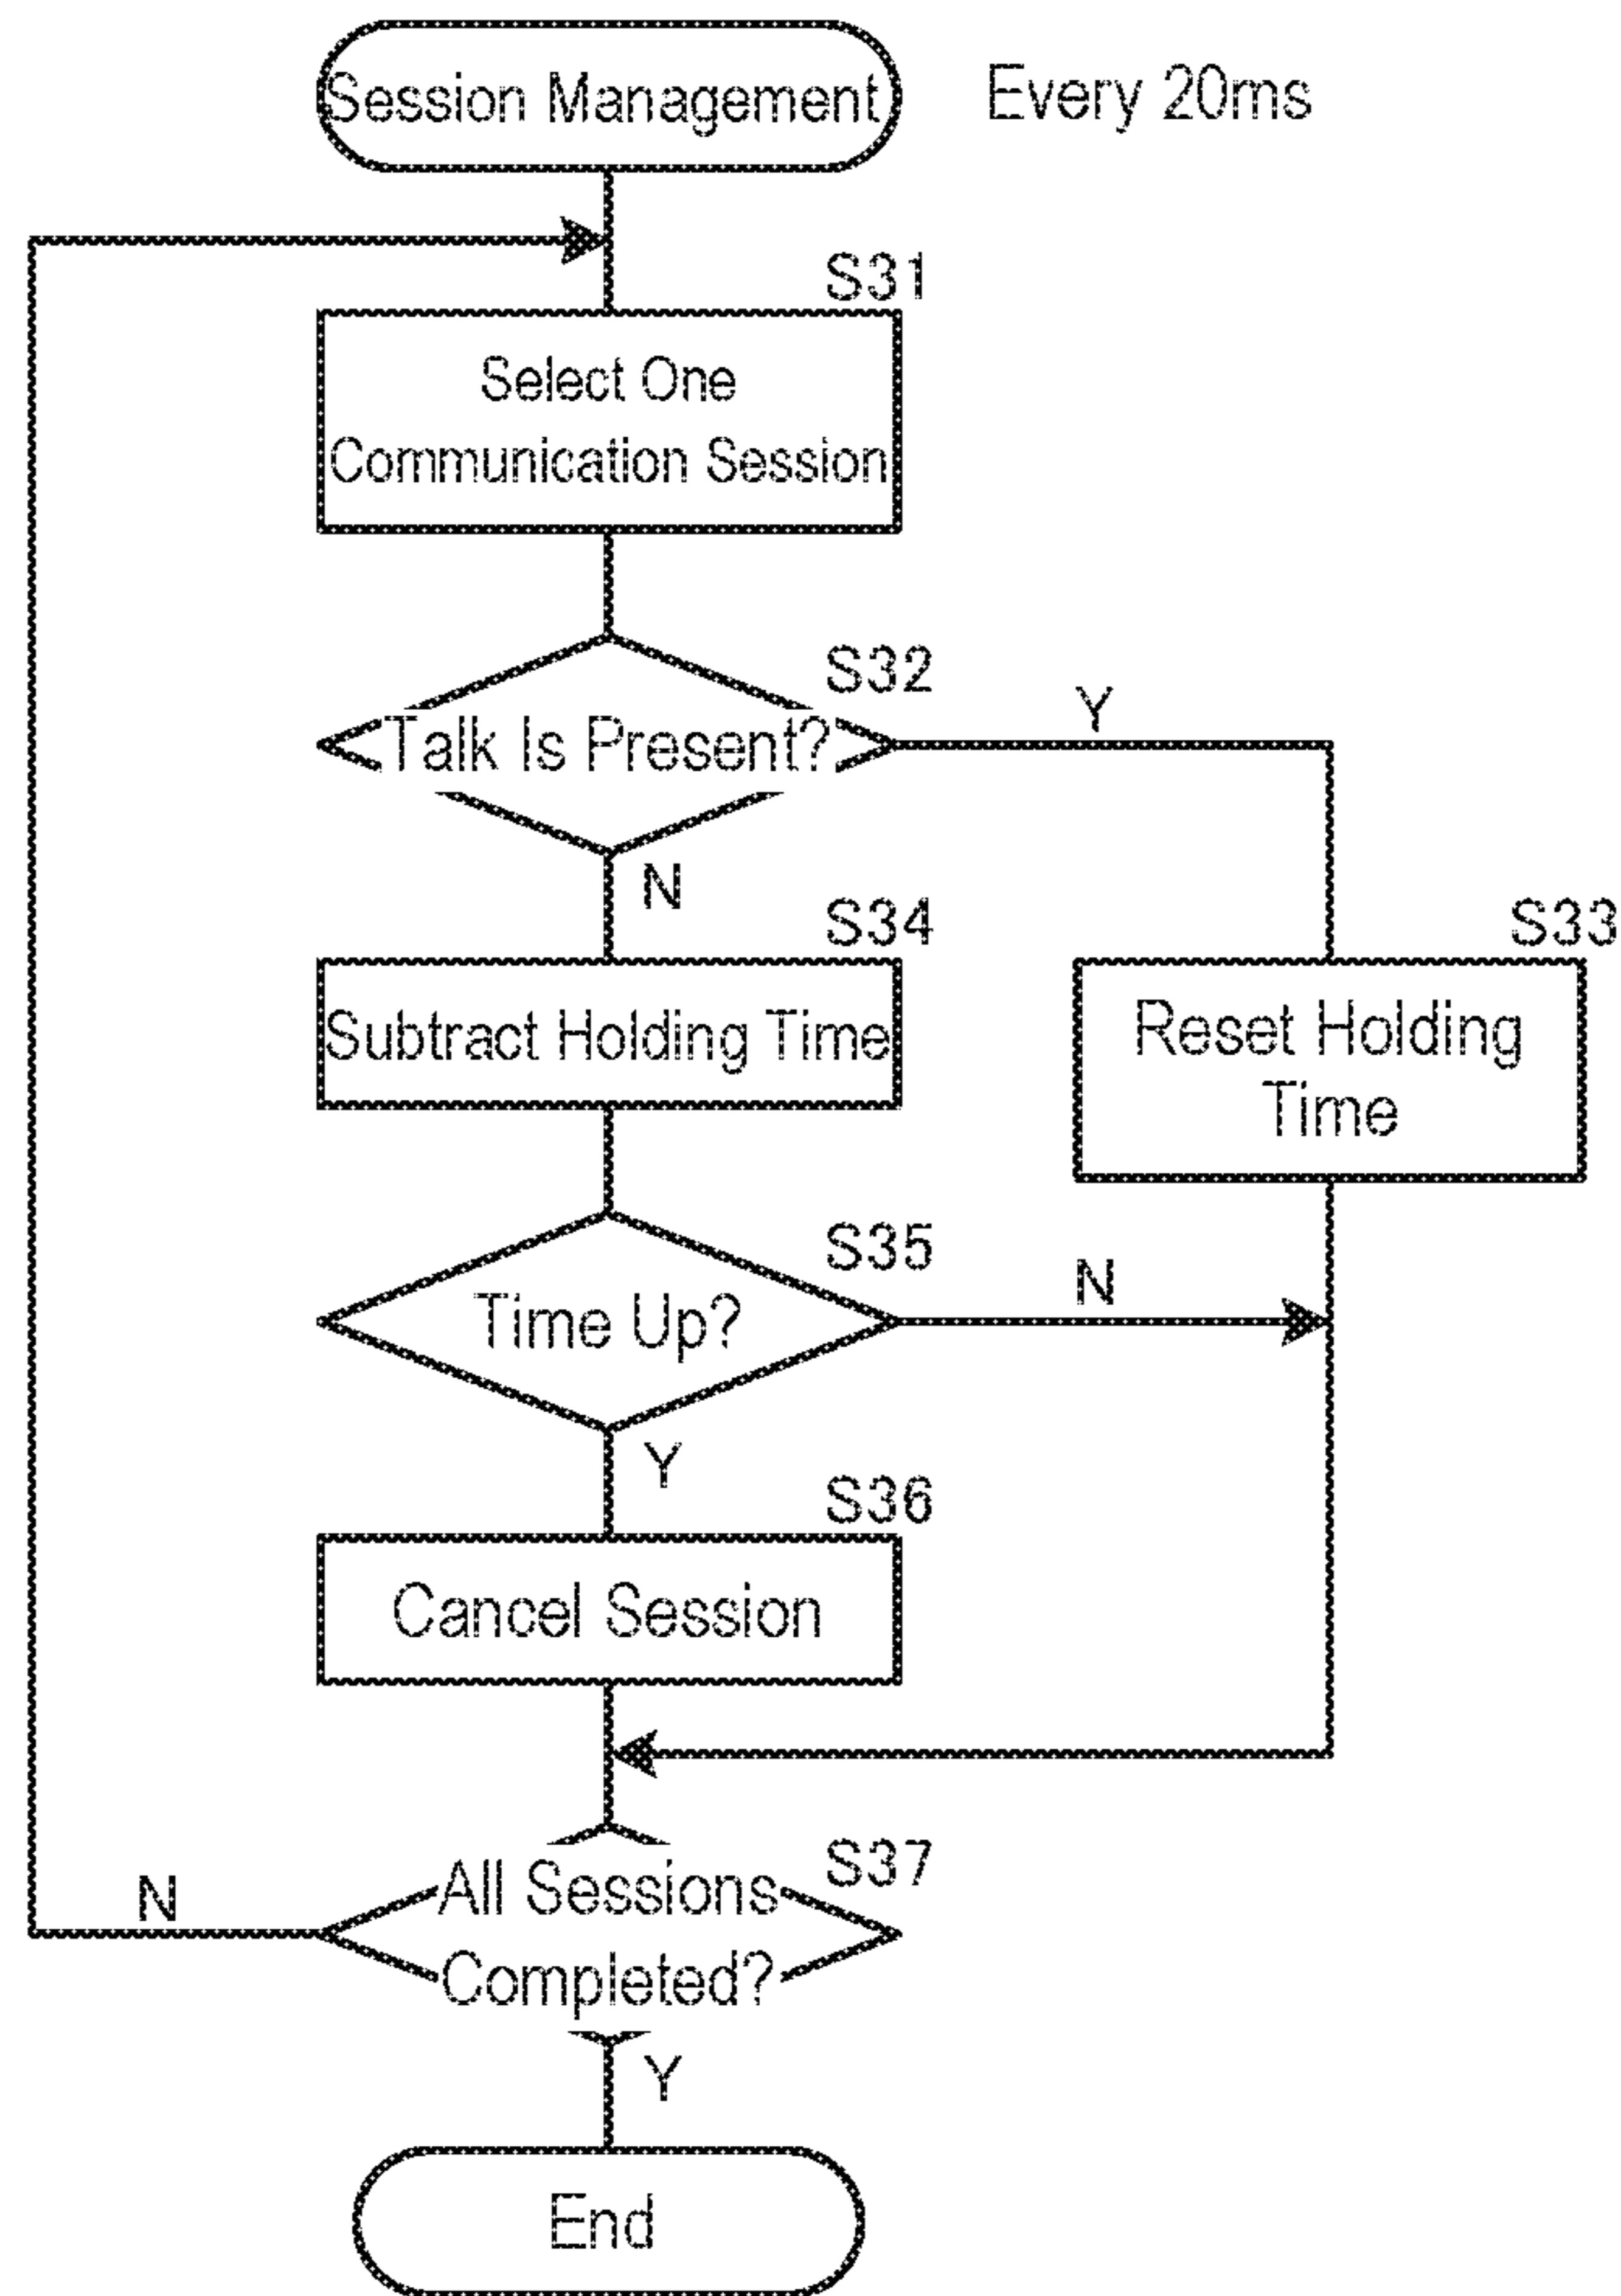 Session Management
Every 20ms
S31
Select One
Communication Session
S32
Talk Is Present?
Y
N
S34
S33
Subtract Holding Time
Reset Holding
Time
S35
Time Up?
N
Y
S36
Cancel Session
S37
All Sessions
Completed?
N
Y
End